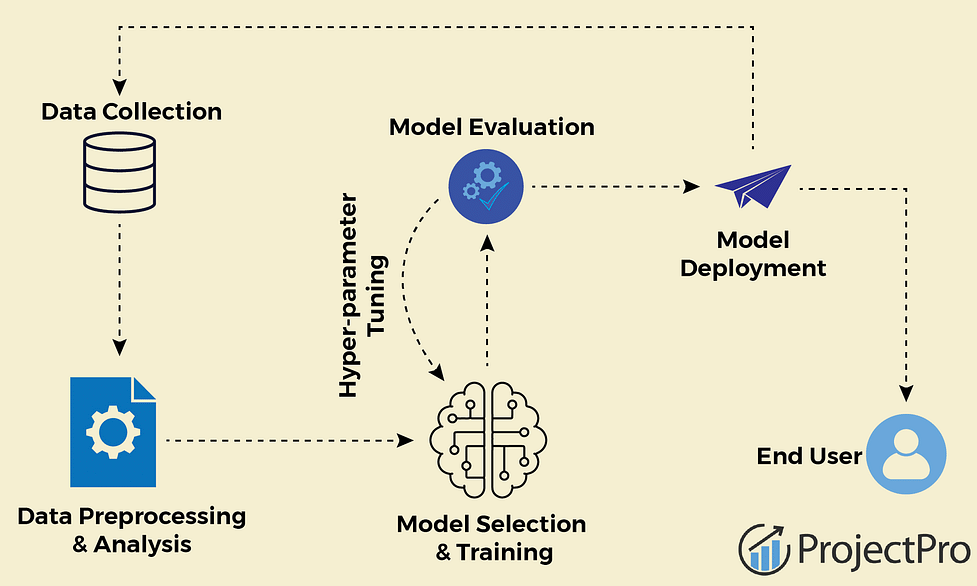 Data Collection
Model Evaluation
Hyper-parameter
Tuning
Model
Deployment
End User
Data Preprocessing
& Analysis
Model Selection
& Training
ProjectPro